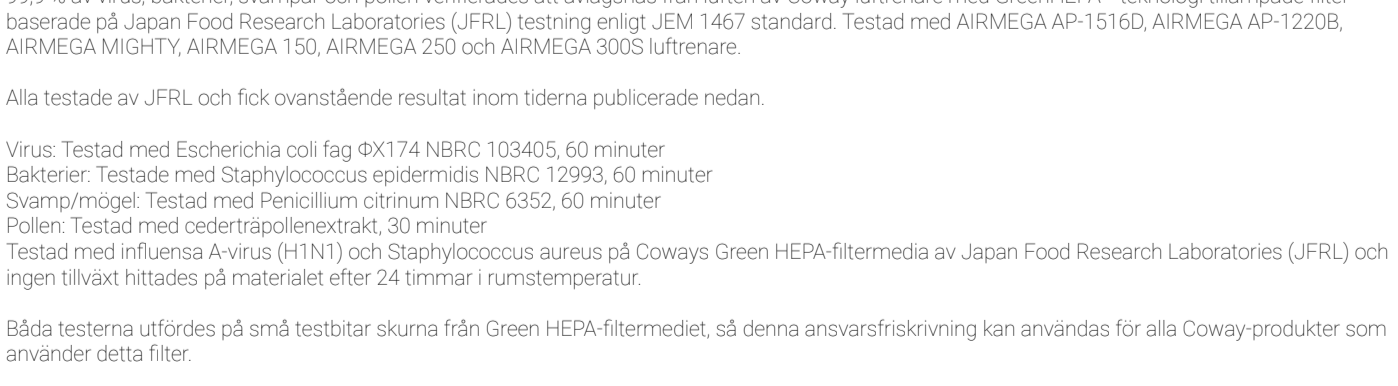 baserade på Japan Food Research Laboratories (JFRL) testning enligt JEM 1467 standard. Testad med AIRMEGA AP-1516D, AIRMEGA AP-1220B,
AIRMEGA MIGHTY, AIRMEGA 150, AIRMEGA 250 och AIRMEGA 300S luftrenare.
Alla testade av JFRL och fick ovanstående resultat inom tiderna publicerade nedan.
Virus: Testad med Escherichia coli fag ΦX174 NBRC 103405, 60 minuter
Bakterier: Testade med Staphylococcus epidermidis NBRC 12993, 60 minuter
Svamp/mögel: Testad med Penicillium citrinum NBRC 6352, 60 minuter
Pollen: Testad med cederträpollenextrakt, 30 minuter
Testad med influensa A-virus (H1N1) och Staphylococcus aureus på Coways Green HEPA-filtermedia av Japan Food Research Laboratories (JFRL) och
ingen tillväxt hittades på materialet efter 24 timmar i rumstemperatur.
Båda testerna utfördes på små testbitar skurna från Green HEPA-filtermediet, så denna ansvarsfriskrivning kan användas för alla Coway-produkter som
använder detta filter.